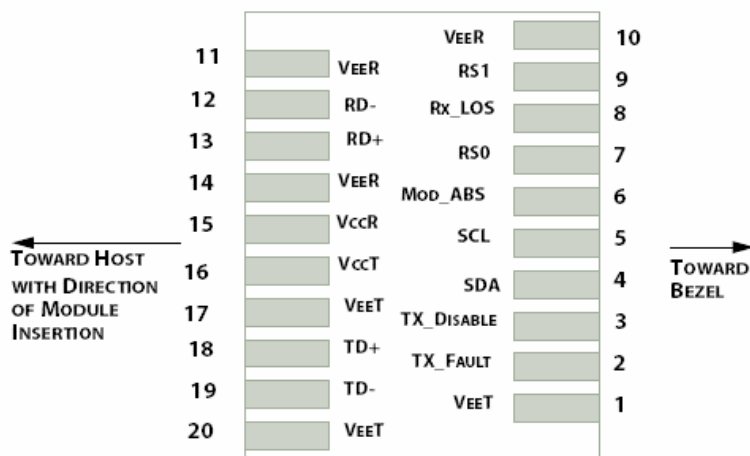 VEER 10
11 VEER
RS1 9
12 RD-
Rx_LOS 8
13 RD+
RS0 7
14 VEER
MOD_ABS 6
15 VCCR
SCL 5
TOWARD HOST
WITH DIRECTION
OF MODULE
INSERTION
TOWARD
BEZEL
16 VCCT
SDA 4
17 VEET
TX_DISABLE 3
18 TD+
TX_FAULT 2
19 TD-
VEET 1
20 VEET